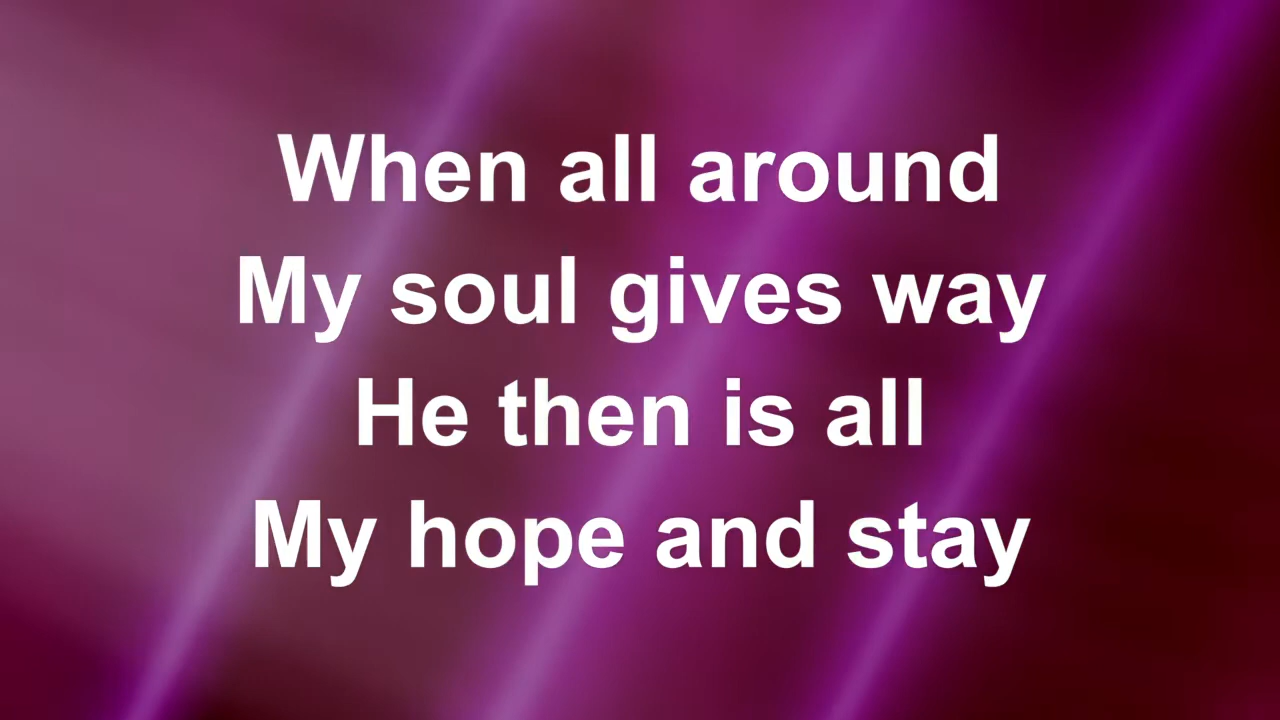 When all around
My soul gives way
He then is all
My hope and stay